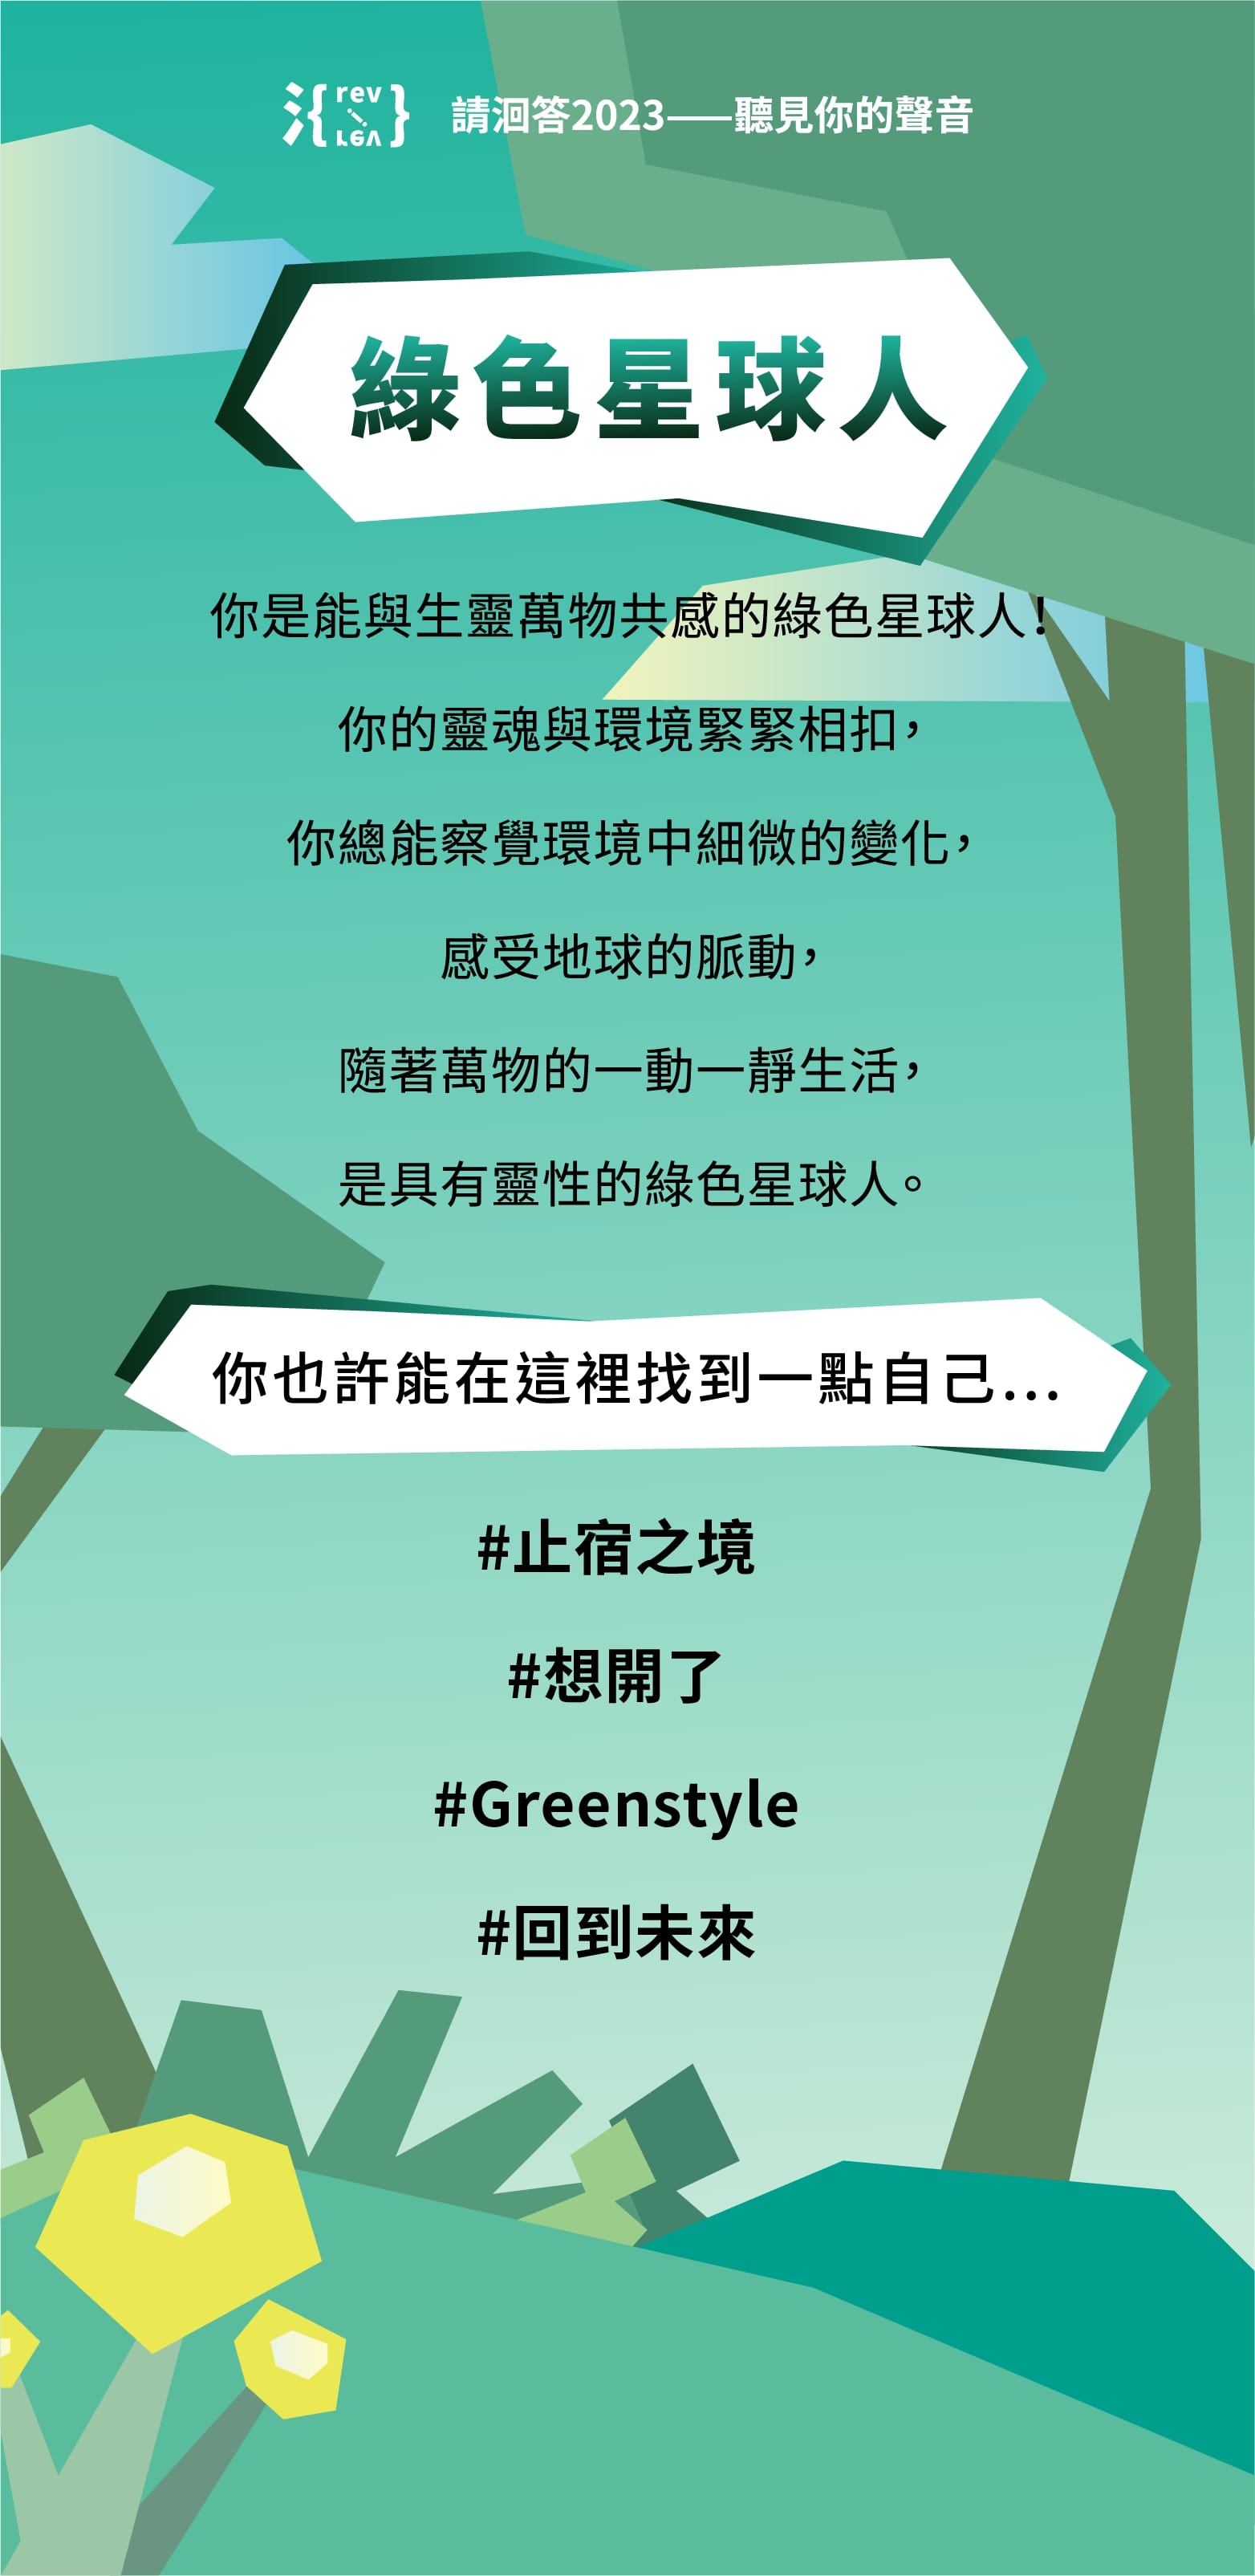 氵{rev rev} 請洄答2023——聽見你的聲音
綠色星球人
你是能與生靈萬物共感的綠色星球人！
你的靈魂與環境緊緊相扣，
你總能察覺環境中細微的變化，
感受地球的脈動，
隨著萬物的一動一靜生活，
是具有靈性的綠色星球人。
你也許能在這裡找到一點自己...
#止宿之境
#想開了
#Greenstyle
#回到未來